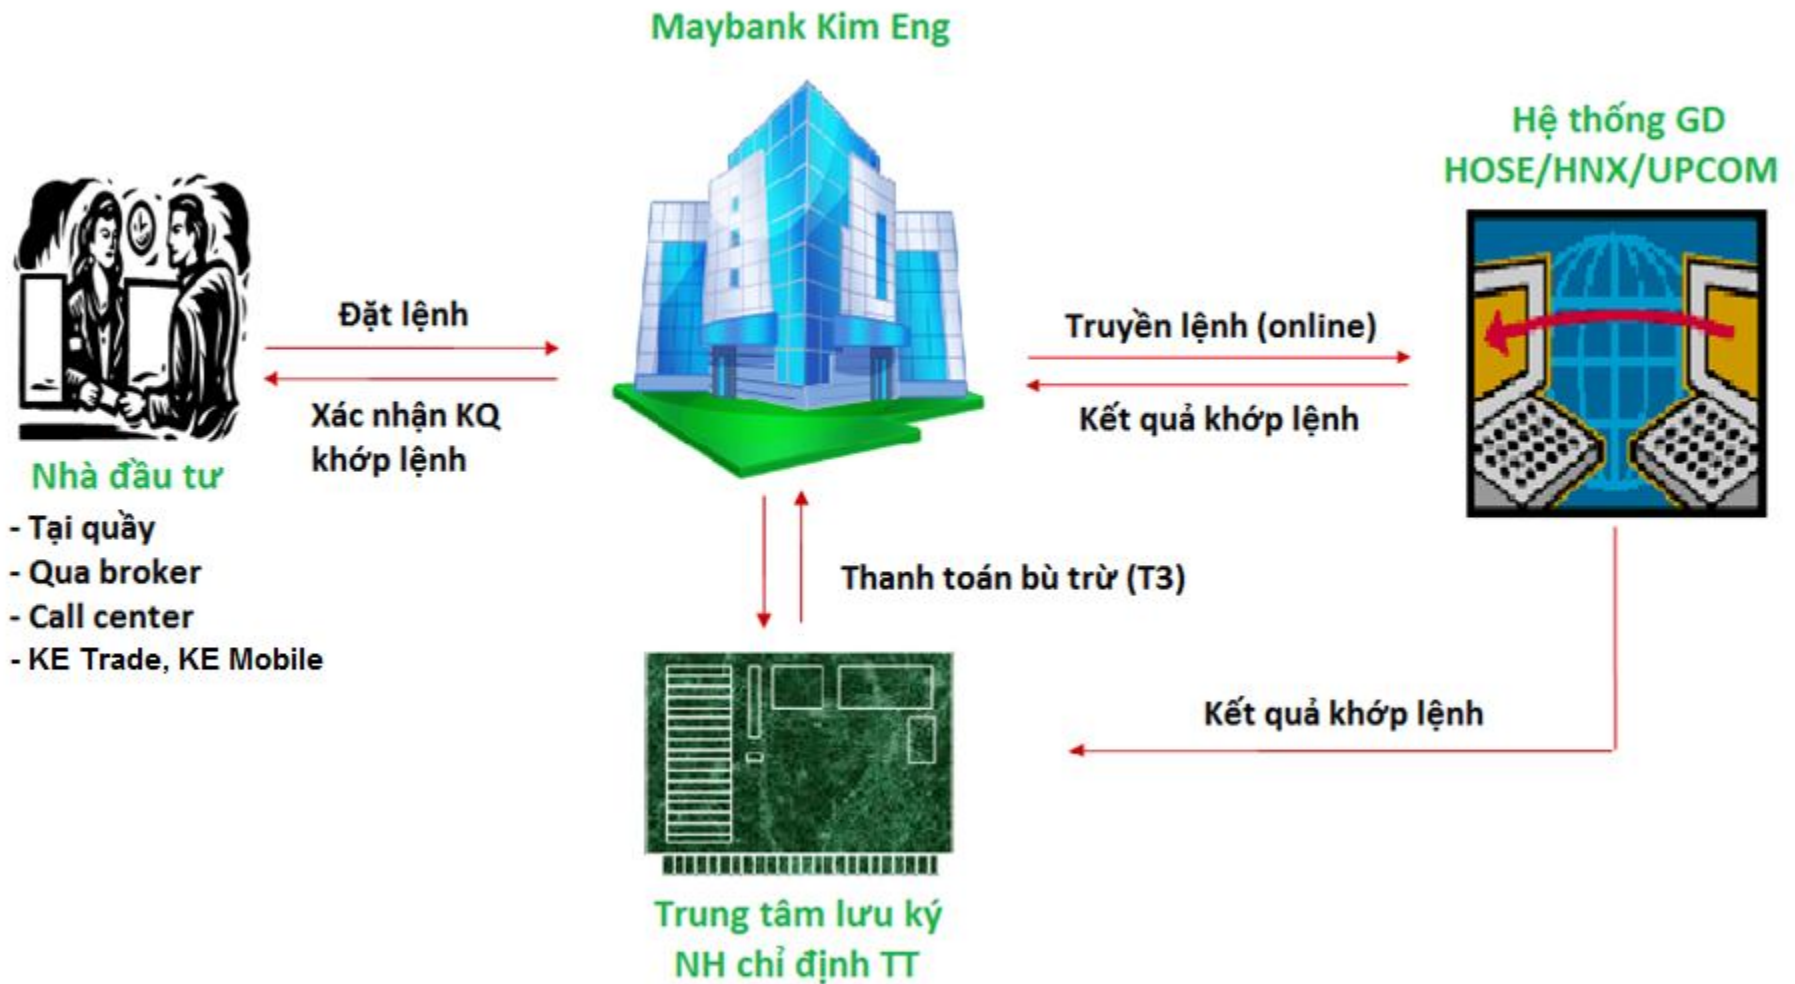 Maybank Kim Eng
Hệ thống GD
HOSE/HNX/UPCOM
Đặt lệnh
Xác nhận KQ
khớp lệnh
Truyền lệnh (online)
Kết quả khớp lệnh
Nhà đầu tư
- Tại quầy
- Qua broker
- Call center
- KE Trade, KE Mobile
Thanh toán bù trừ (T3)
Kết quả khớp lệnh
Trung tâm lưu ký
NH chỉ định TT